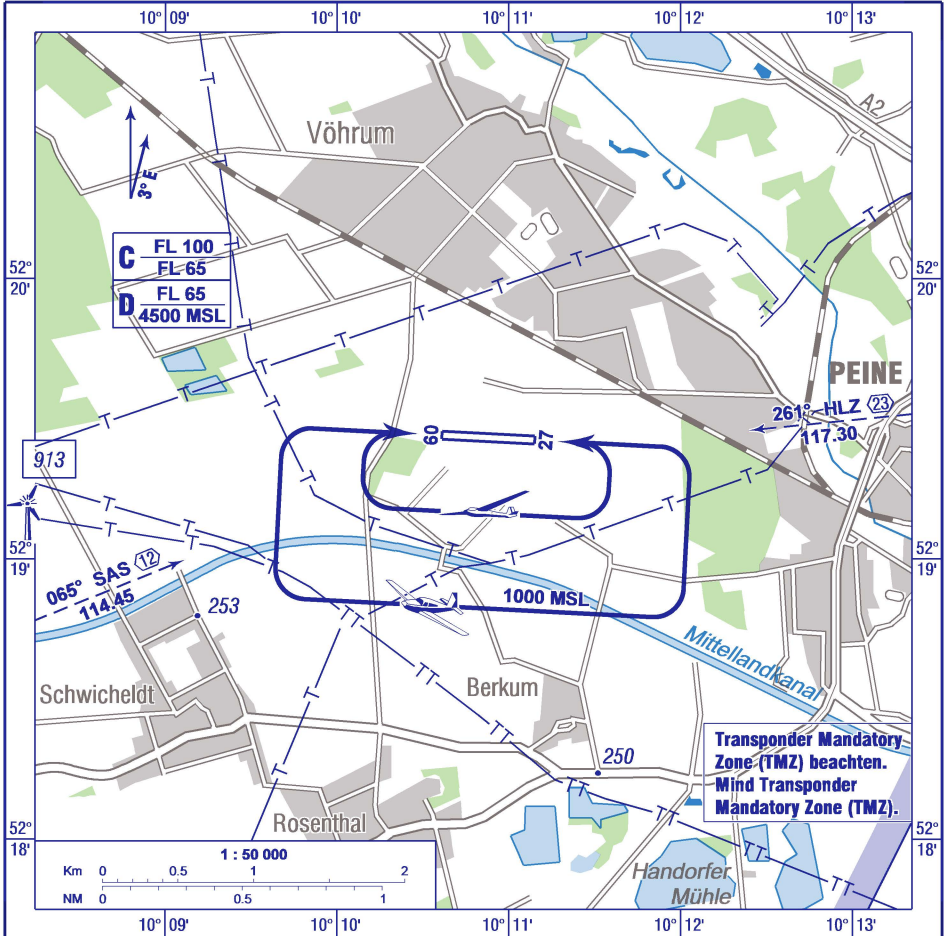 10° 09'
10° 10'
10° 11'
10° 12'
10° 13'
A2
Vöhrum
3° E
C FL 100
FL 65
D FL 65
4500 MSL
52°
20'
52°
20'
PEINE
261° HLZ 23
117.30
09
27
913
52°
19'
52°
19'
065° SAS 12
114.45
253
1000 MSL
Mittellandkanal
Schwicheldt
Berkum
250
Transponder Mandatory
Zone (TMZ) beachten.
Mind Transponder
Mandatory Zone (TMZ).
Rosenthal
52°
18'
52°
18'
Handorfer
Mühle
1 : 50 000
Km 0 0.5 1 2
NM 0 0.5 1
10° 09'
10° 10'
10° 11'
10° 12'
10° 13'